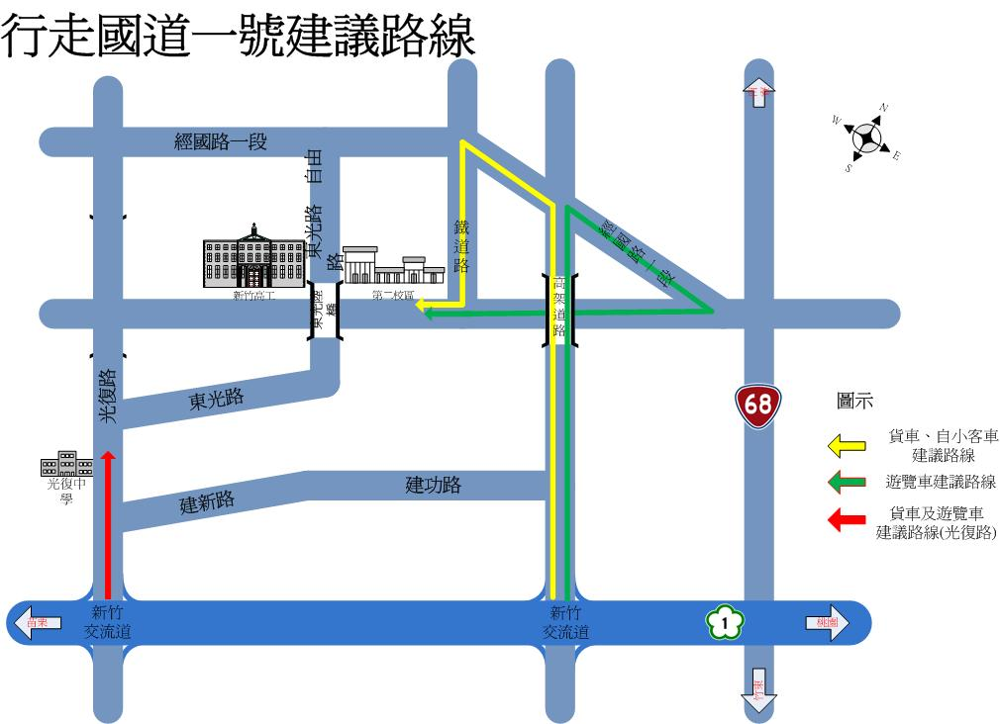 行走國道一號建議路線
經國路一段
自由
路
東光路
鐵道路
經國路一段
N
W
E
S
新竹高工
第二校區
東光陸橋
高架道路
光復路
東光路
68
圖示
貨車、自小客車
建議路線
遊覽車建議路線
貨車及遊覽車
建議路線(光復路)
光復中
學
建新路
建功路
苗栗
新竹
交流道
新竹
交流道
1
桃園
竹東